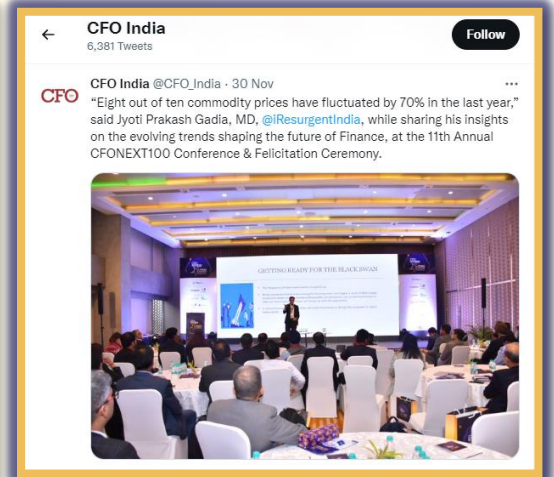 CFO India
6,381 Tweets
Follow
CFO
CFO India @CFO_India · 30 Nov
“Eight out of ten commodity prices have fluctuated by 70% in the last year,”
said Jyoti Prakash Gadia, MD, @iResurgentIndia, while sharing his insights
on the evolving trends shaping the future of Finance, at the 11th Annual
CFONEXT100 Conference & Felicitation Ceremony.
GETTING READY FOR THE BLACK SWAN